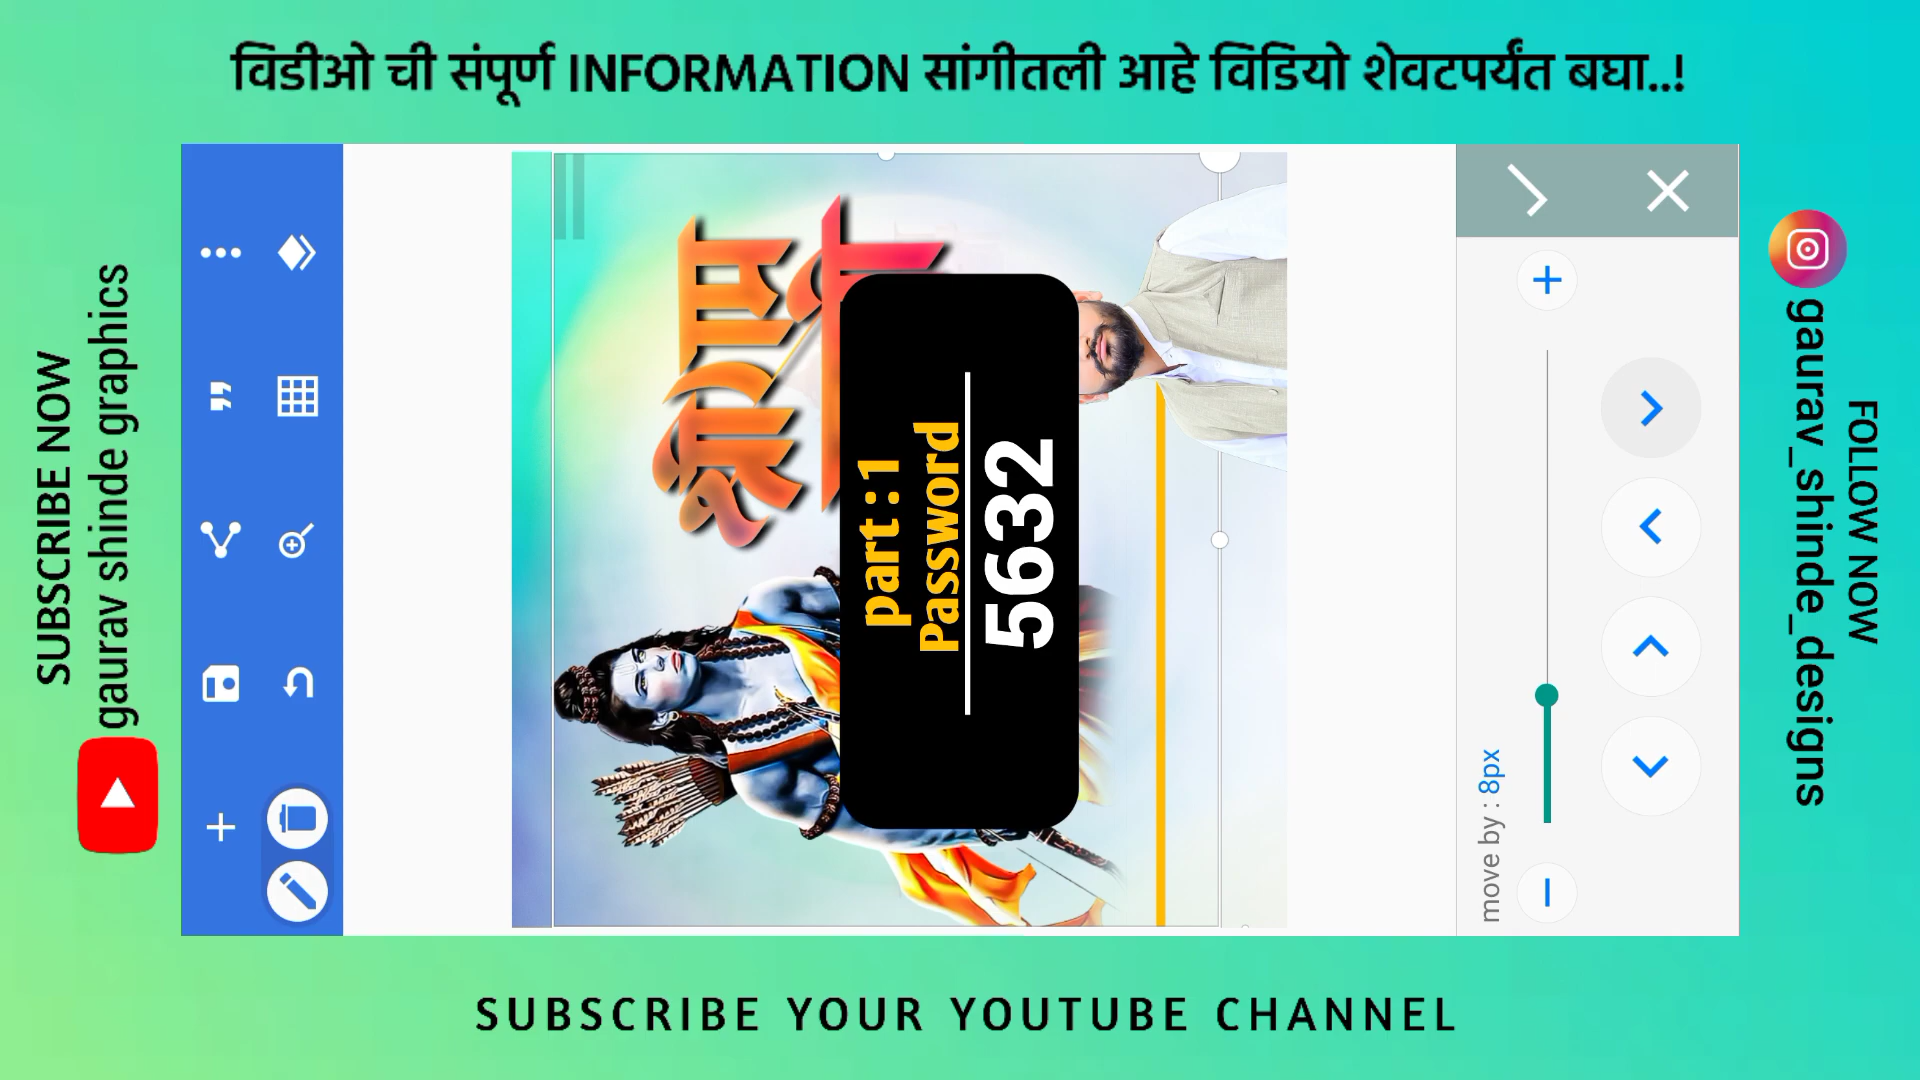 विडीओ ची संपूर्ण INFORMATION सांगीतली आहे विडियो शेवटपर्यंत बघा..!
SUBSCRIBE NOW
gaurav shinde graphics
part : 1
Password
5632
move by : 8px
FOLLOW NOW
gaurav_shinde_designs
SUBSCRIBE YOUR YOUTUBE CHANNEL